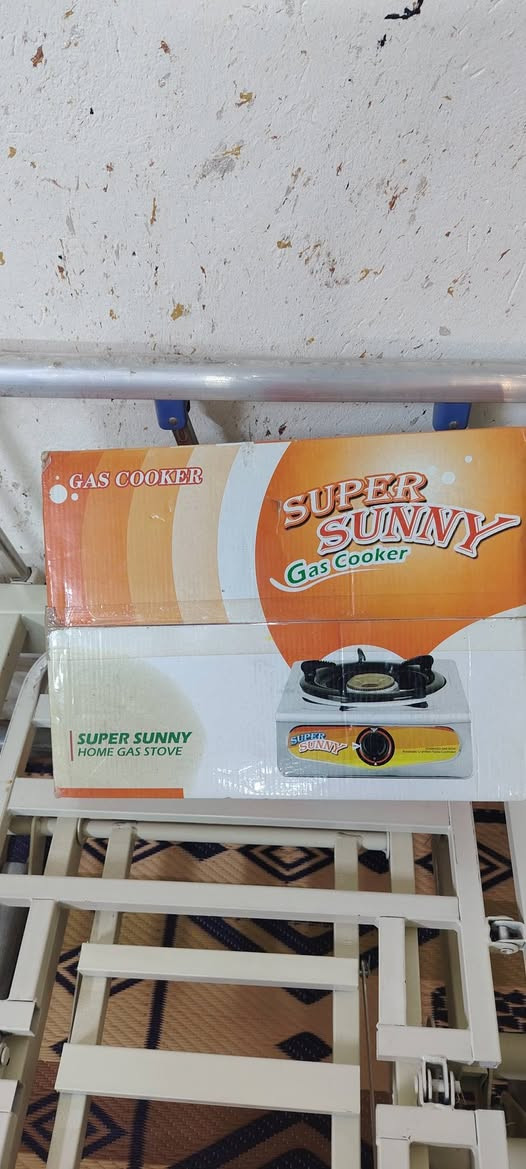 GAS COOKER
SUPER
SUNNY
Gas Cooker
SUPER SUNNY
HOME GAS STOVE
SUPER
SUNNY